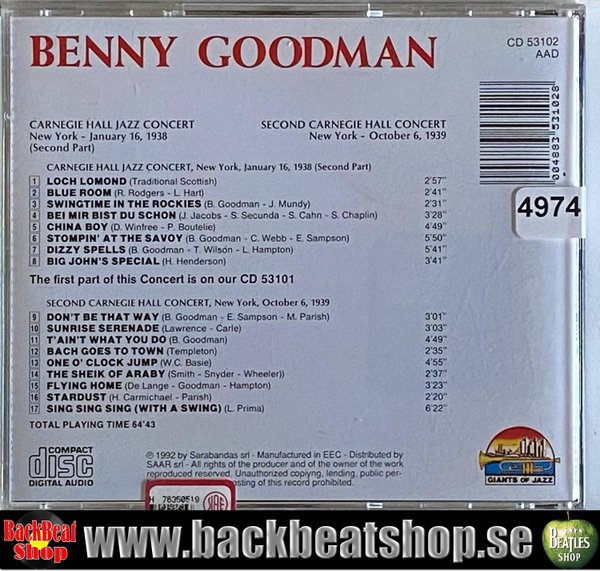 BENNY GOODMAN
CD 53102
AAD
CARNEGIE HALL JAZZ CONCERT
New York - January 16, 1938
(Second Part)
SECOND CARNEGIE HALL CONCERT
New York - October 6, 1939
004883 531028
4974
CARNEGIE HALL JAZZ CONCERT, New York, January 16, 1938 (Second Part)
1 LOCH LOMOND (Traditional Scottish) 2'57"
2 BLUE ROOM (R. Rodgers - L. Hart) 2'41"
3 SWINGTIME IN THE ROCKIES (B. Goodman - J. Mundy) 2'31"
4 BEI MIR BIST DU SCHON (J. Jacobs - S. Secunda - S. Cahn - S. Chaplin) 3'28"
5 CHINA BOY (D. Winfree - P. Boutelie) 4'49"
6 STOMPIN' AT THE SAVOY (B. Goodman - C. Webb - E. Sampson) 5'50"
7 DIZZY SPELLS (B. Goodman - T. Wilson - L. Hampton) 5'41"
8 BIG JOHN'S SPECIAL (H. Henderson) 3'41"
The first part of this Concert is on our CD 53101
SECOND CARNEGIE HALL CONCERT, New York, October 6, 1939
9 DON'T BE THAT WAY (B. Goodman - E. Sampson - M. Parish) 3'01"
10 SUNRISE SERENADE (Lawrence - Carle) 3'03"
11 T'AIN'T WHAT YOU DO (B. Goodman) 4'49"
12 BACH GOES TO TOWN (Templeton) 2'35"
13 ONE O' CLOCK JUMP (W.C. Basie) 4'55"
14 THE SHEIK OF ARABY (Smith - Snyder - Wheeler)) 2'37"
15 FLYING HOME (De Lange - Goodman - Hampton) 3'23"
16 STARDUST (H. Carmichael - Parish) 2'20"
17 SING SING SING (WITH A SWING) (L. Prima) 6'22"
TOTAL PLAYING TIME 64'43
COMPACT
disc
DIGITAL AUDIO
℗ 1992 by Sarabandas srl - Manufactured in EEC - Distributed by
SAAR srl - All rights of the producer and of the owner of the work
reproduced reserved. Unauthorized copyng, lending, public perfor-
sting of this record prohibited.
GIANTS OF JAZZ
H 76350519
SIAE
BackBeat
Shop
www.backbeatshop.se
BEATLES
SHOP